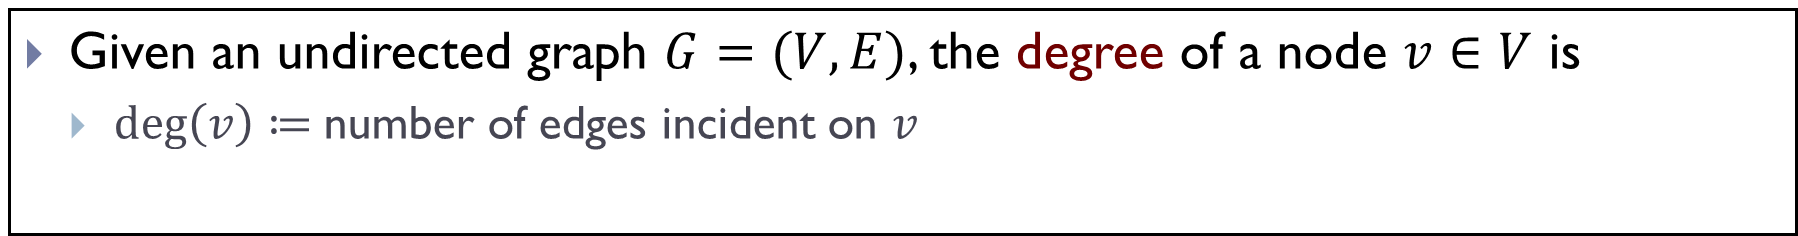 Given an undirected graph G = (V, E), the degree of a node v ∈ V is
deg(v) ≔ number of edges incident on v